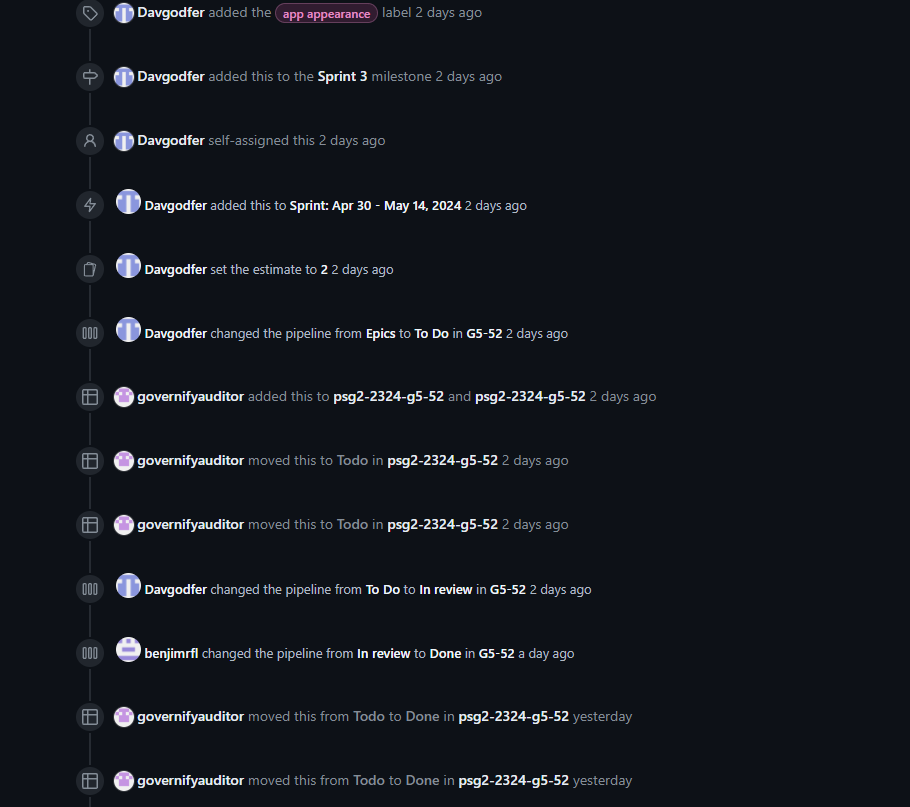 Davgodfer added the app appearance label 2 days ago
Davgodfer added this to the Sprint 3 milestone 2 days ago
Davgodfer self-assigned this 2 days ago
Davgodfer added this to Sprint: Apr 30 - May 14, 2024 2 days ago
Davgodfer set the estimate to 2 2 days ago
Davgodfer changed the pipeline from Epics to To Do in G5-52 2 days ago
governifyauditor added this to psg2-2324-g5-52 and psg2-2324-g5-52 2 days ago
governifyauditor moved this to Todo in psg2-2324-g5-52 2 days ago
governifyauditor moved this to Todo in psg2-2324-g5-52 2 days ago
Davgodfer changed the pipeline from To Do to In review in G5-52 2 days ago
benjimrfl changed the pipeline from In review to Done in G5-52 a day ago
governifyauditor moved this from Todo to Done in psg2-2324-g5-52 yesterday
governifyauditor moved this from Todo to Done in psg2-2324-g5-52 yesterday